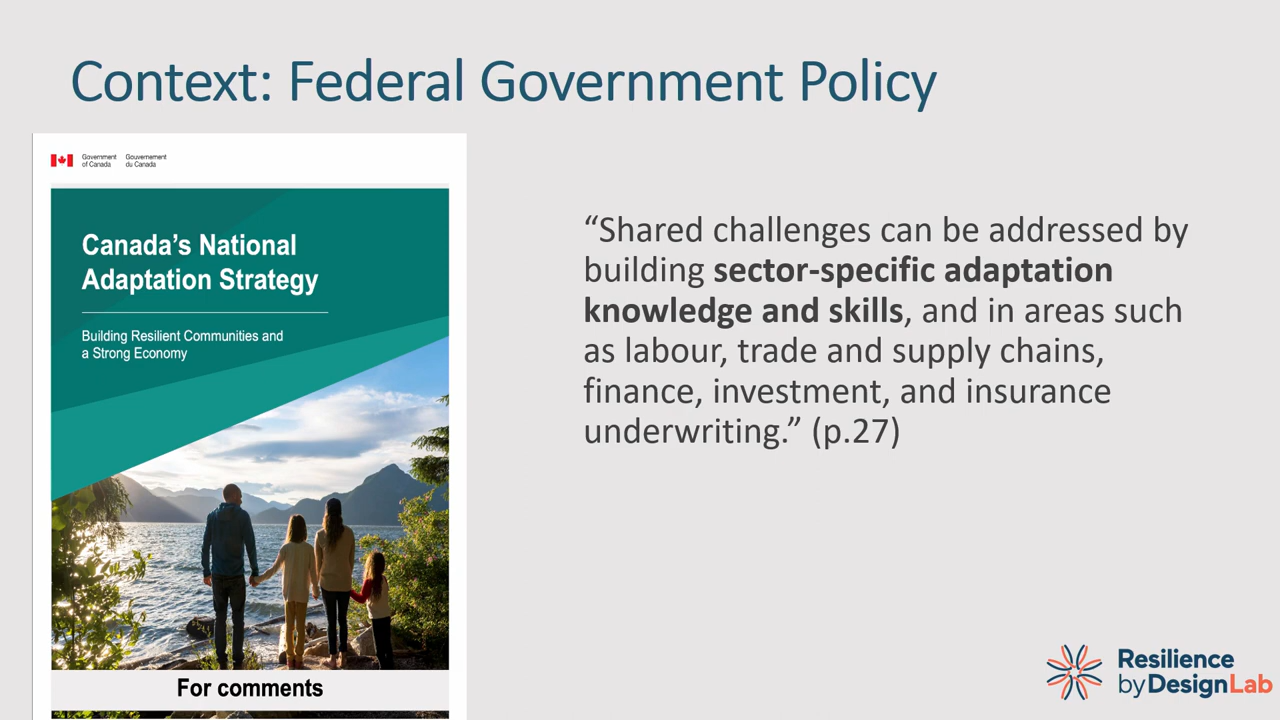 Context: Federal Government Policy
Government
of Canada
Gouvernement
du Canada
Canada’s National
Adaptation Strategy
Building Resilient Communities and
a Strong Economy
For comments
“Shared challenges can be addressed by
building sector-specific adaptation
knowledge and skills, and in areas such
as labour, trade and supply chains,
finance, investment, and insurance
underwriting.” (p.27)
Resilience
by Design Lab